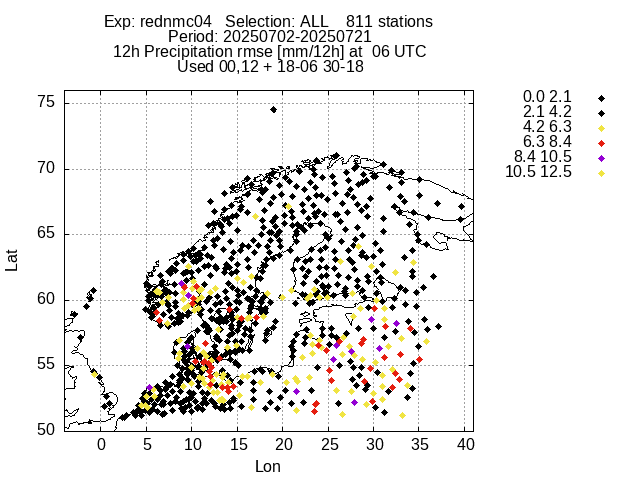 Exp: rednmc04 Selection: ALL 811 stations
Period: 20250702-20250721
12h Precipitation rmse [mm/12h] at 06 UTC
Used 00,12 + 18-06 30-18
0.0 2.1
2.1 4.2
4.2 6.3
6.3 8.4
8.4 10.5
10.5 12.5
75
70
65
60
55
50
Lat
0 5 10 15 20 25 30 35 40
Lon